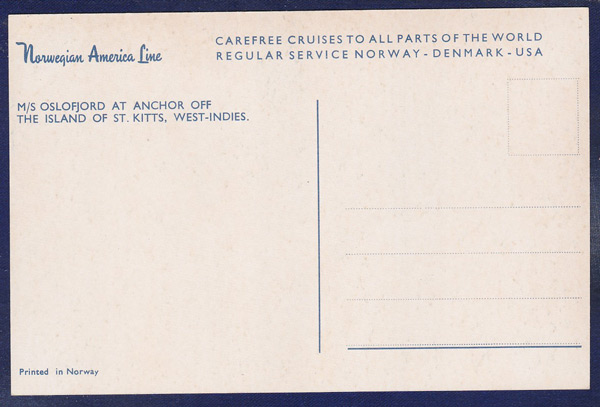 Norwegian America Line
CAREFREE CRUISES TO ALL PARTS OF THE WORLD
REGULAR SERVICE NORWAY - DENMARK - USA
M/S OSLOFJORD AT ANCHOR OFF
THE ISLAND OF ST. KITTS, WEST-INDIES.
Printed in Norway